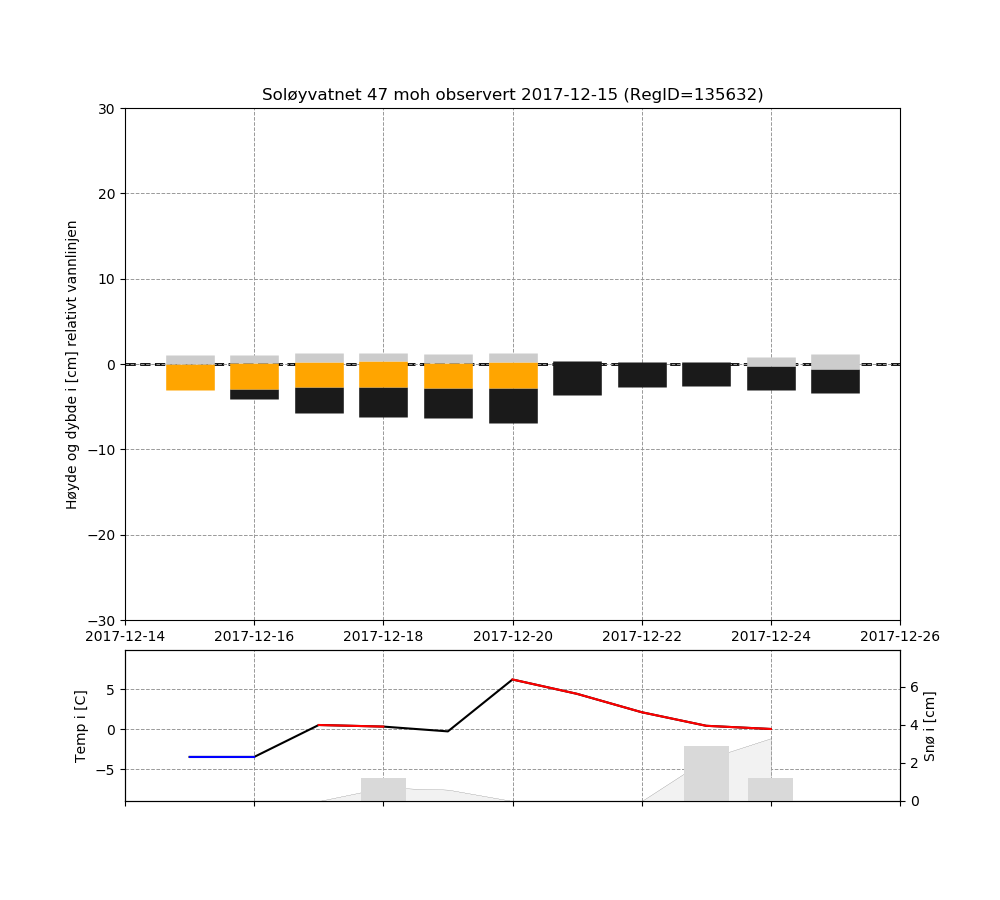 Soløyvatnet 47 moh observert 2017-12-15 (RegID=135632)
Høyde og dybde i [cm] relativt vannlinjen
30
20
10
0
−10
−20
−30
2017-12-14 2017-12-16 2017-12-18 2017-12-20 2017-12-22 2017-12-24 2017-12-26
Temp i [C]
5
0
−5
6
4
2
0
Snø i [cm]